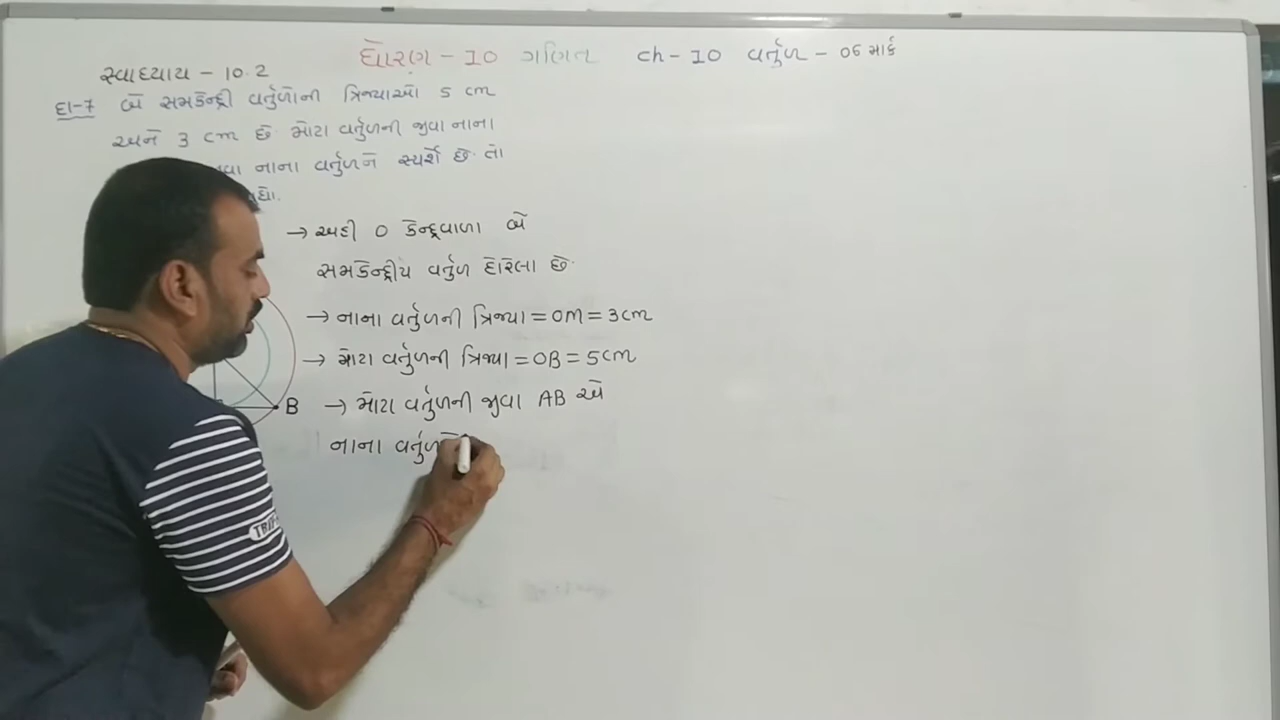 ધોરણ - 10 ગણિત ch - 10 વર્તુળ - 06 માર્ક
સ્વાધ્યાય - 10.2
દા-7 બે સમકેન્દ્રી વર્તુળોની ત્રિજ્યાઓ 5 cm
અને 3 cm છે મોટા વર્તુળની જીવા નાના
નાના વર્તુળને સ્પર્શે છે તો
→ અહી O કેન્દ્રવાળા બે
સમકેન્દ્રીય વર્તુળ દોરેલા છે.
→ નાના વર્તુળની ત્રિજ્યા = OM = 3cm
→ મોટા વર્તુળની ત્રિજ્યા = OB = 5cm
B → મોટા વર્તુળની જીવા AB એ
નાના